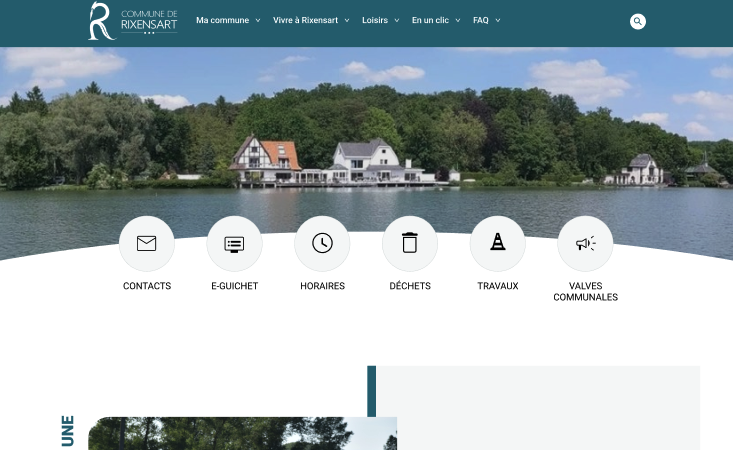 COMMUNE DE
RIXENSART
Ma commune
Vivre à Rixensart
Loisirs
En un clic
FAQ
CONTACTS
E-GUICHET
HORAIRES
DÉCHETS
TRAVAUX
VALVES
COMMUNALES
UNE